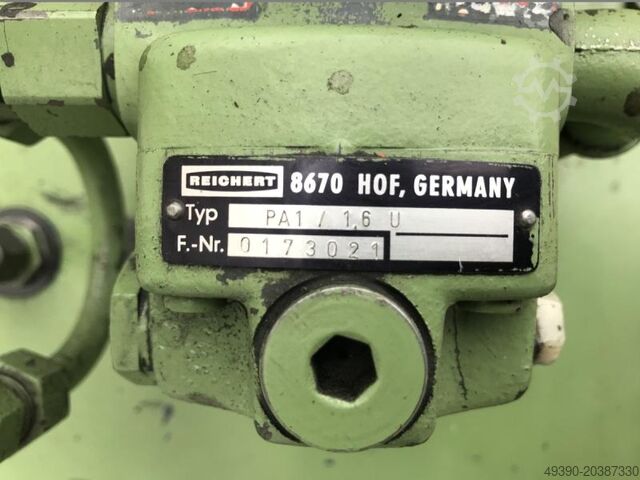 REICHERT 8670 HOF, GERMANY
Typ PA1 / 1,6 U
F.-Nr. 0173021
49390-20387330